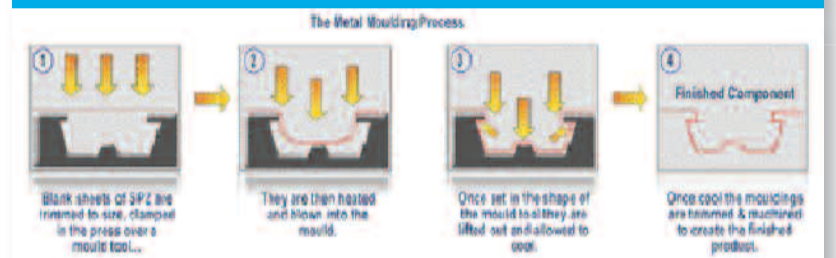 The Metal Moulding Process
1
2
3
4
Finished Component
Blank sheets of SPZ are
trimmed to size, clamped
in the press over a
mould tool...
They are then heated
and blown into the
mould.
Once set in the shape of
the mould tool they are
lifted out and allowed to
cool.
Once cool the mouldings
are trimmed & machined
to create the finished
product.